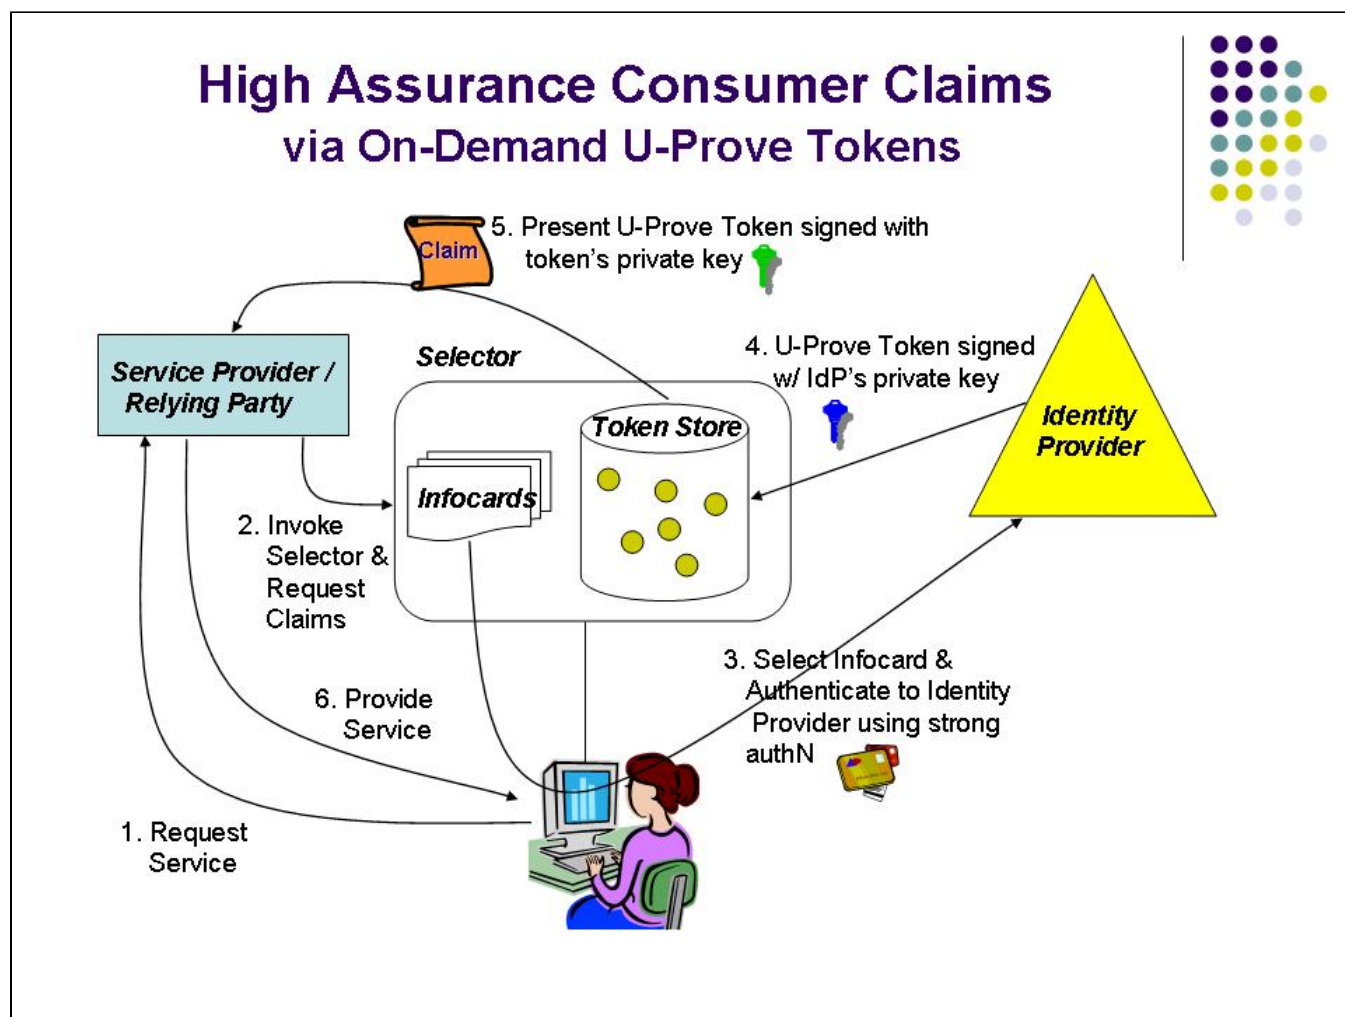 High Assurance Consumer Claims
via On-Demand U-Prove Tokens
Claim
5. Present U-Prove Token signed with
token's private key
Service Provider /
Relying Party
Selector
4. U-Prove Token signed
w/ IdP's private key
Token Store
Identity
Provider
Infocards
2. Invoke
Selector &
Request
Claims
3. Select Infocard &
Authenticate to Identity
Provider using strong
authN
6. Provide
Service
1. Request
Service